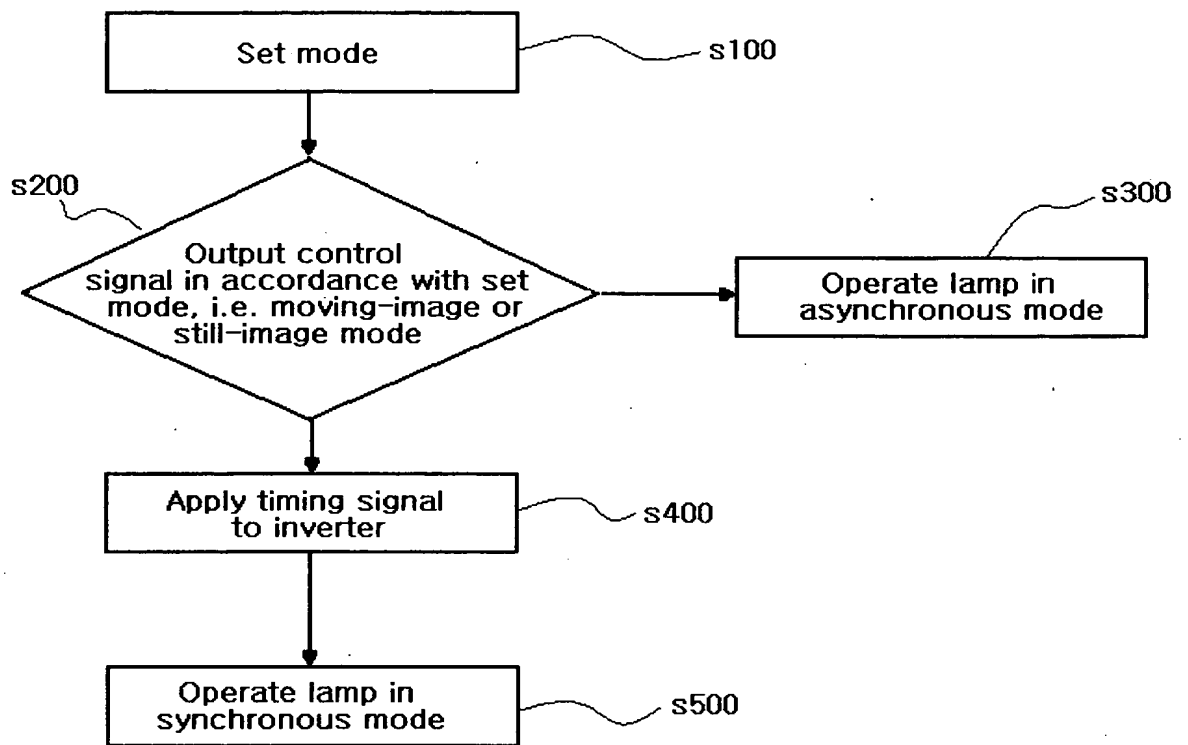 Set mode
s100
s200
Output control
signal in accordance with set
mode, i.e. moving-image or
still-image mode
s300
Operate lamp in
asynchronous mode
Apply timing signal
to inverter
s400
Operate lamp in
synchronous mode
s500